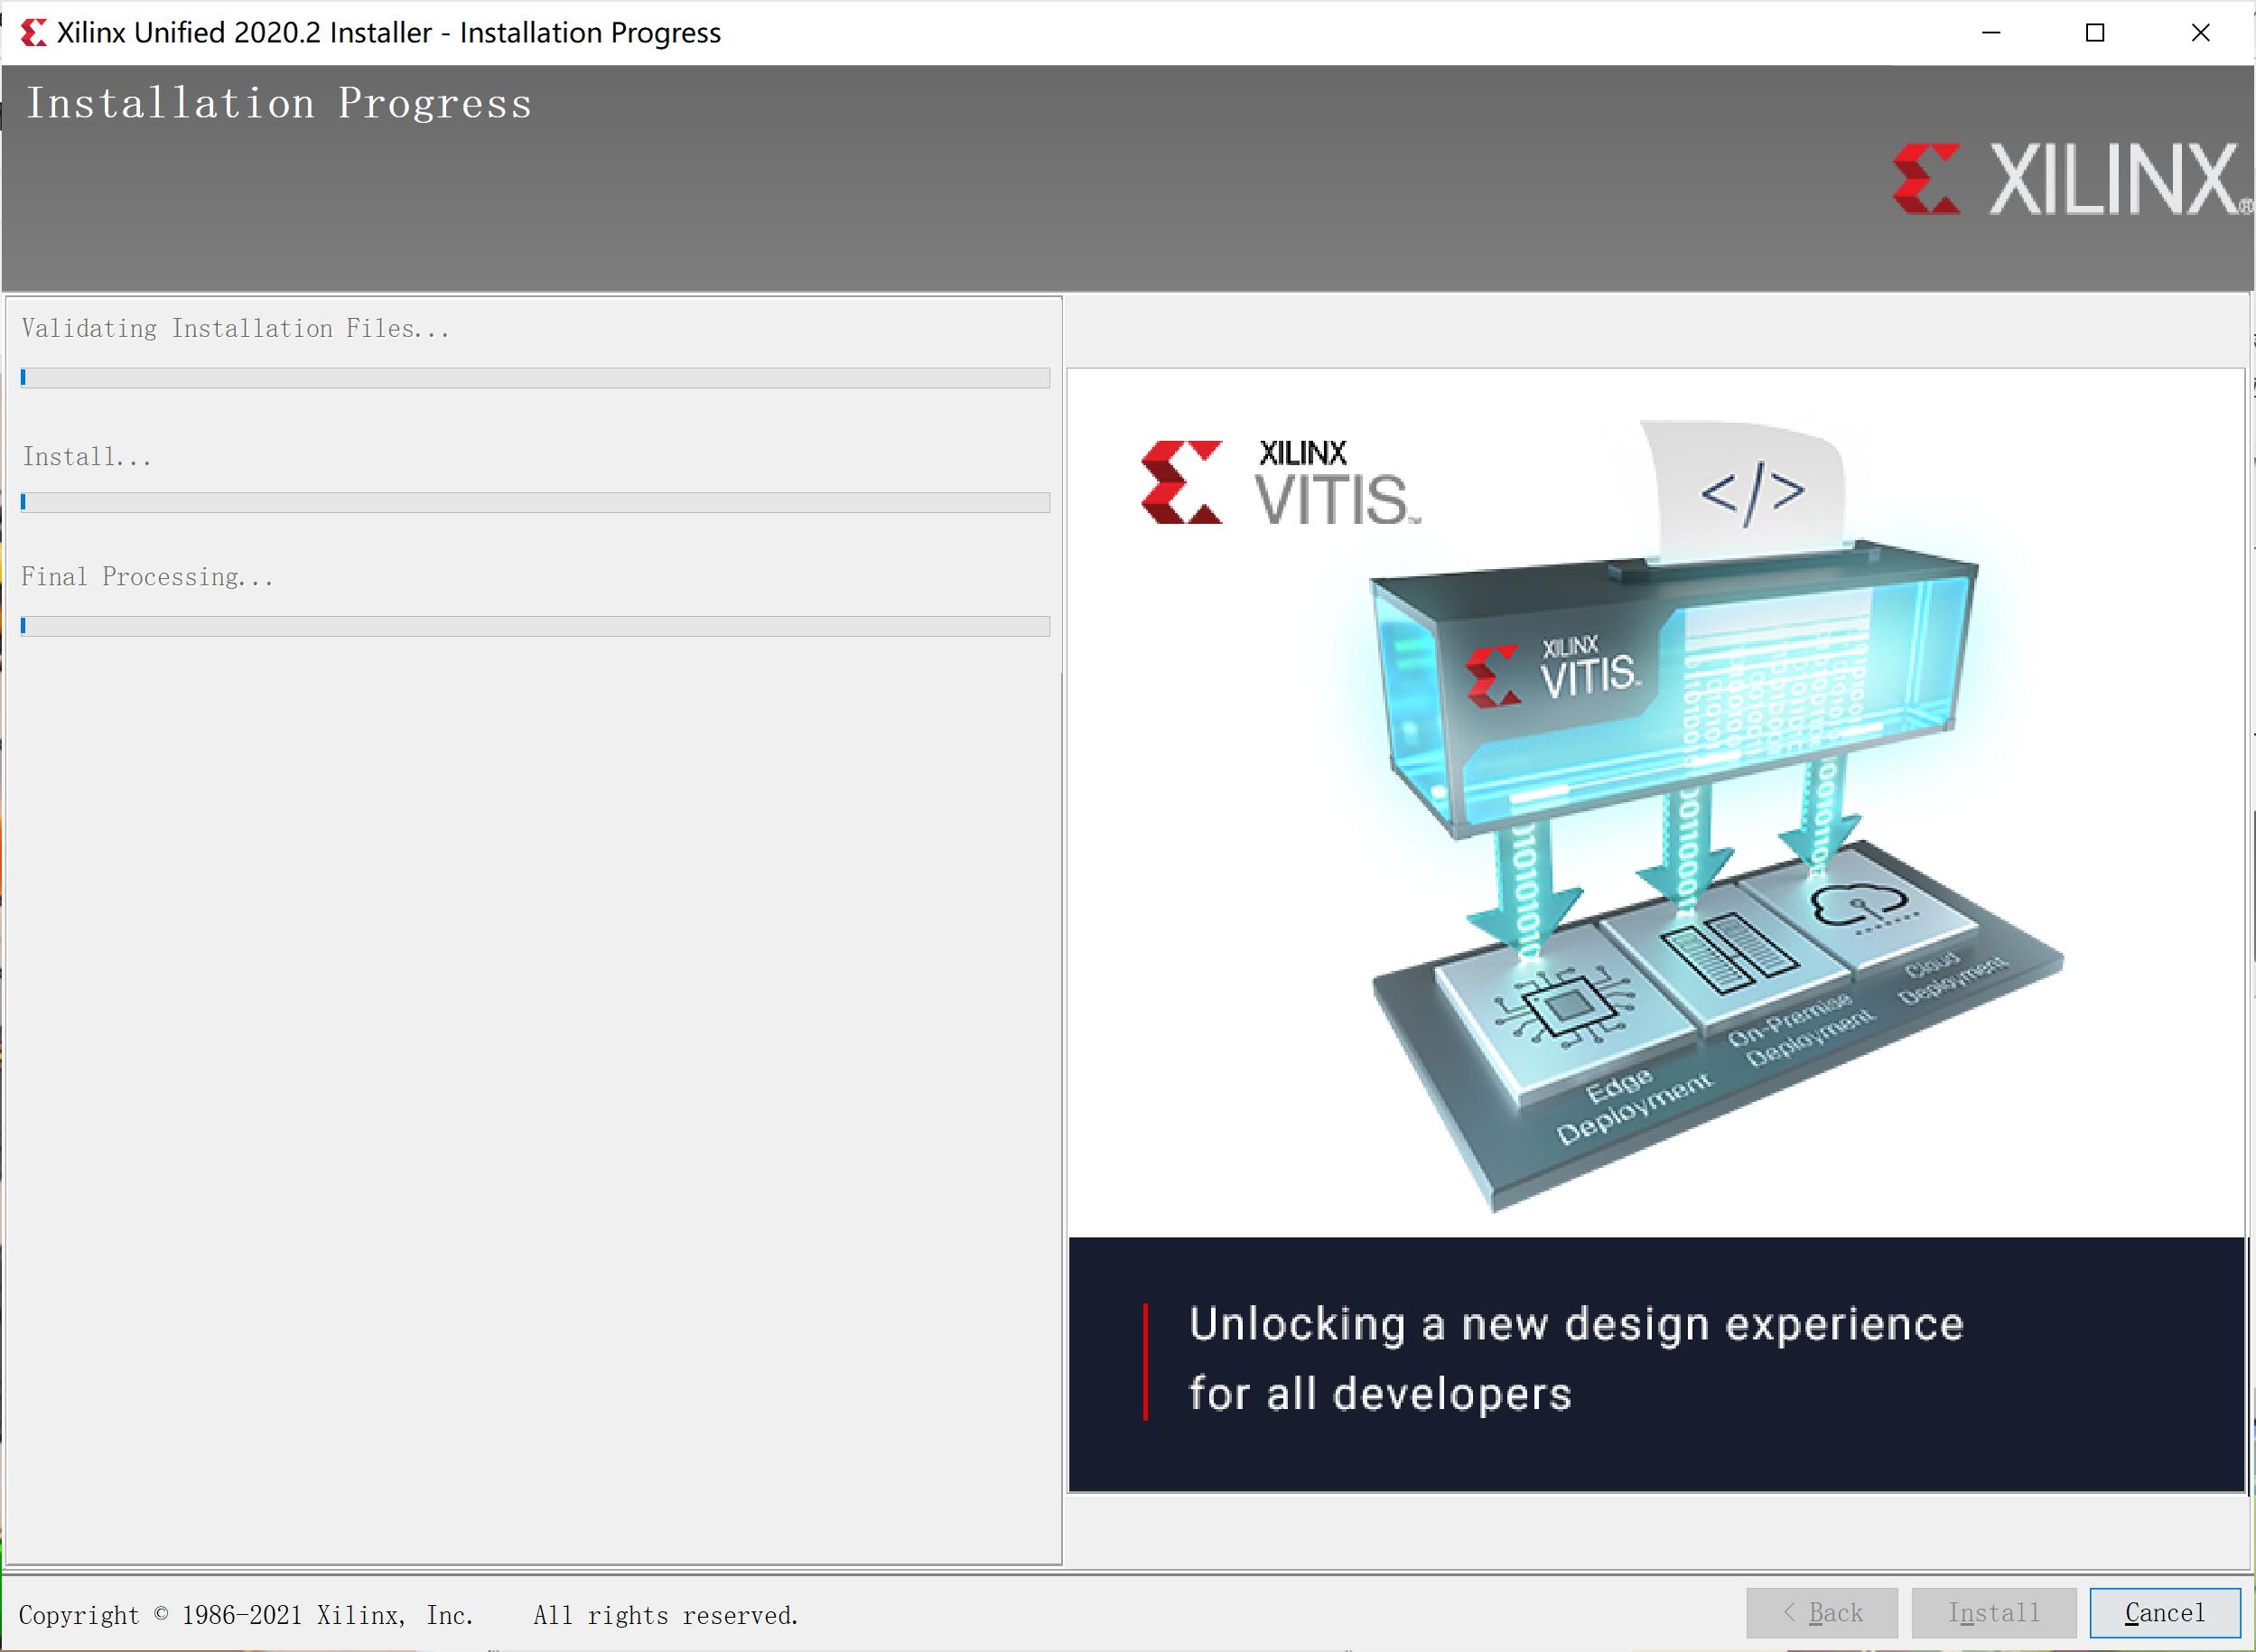 Xilinx Unified 2020.2 Installer - Installation Progress
Installation Progress
XILINX®
Validating Installation Files...
Install...
Final Processing...
XILINX
VITIS™
</>
XILINX
VITIS™
Cloud
Deployment
On-Premise
Deployment
Edge
Deployment
Unlocking a new design experience
for all developers
Copyright © 1986-2021 Xilinx, Inc. All rights reserved.
< Back
Install
Cancel